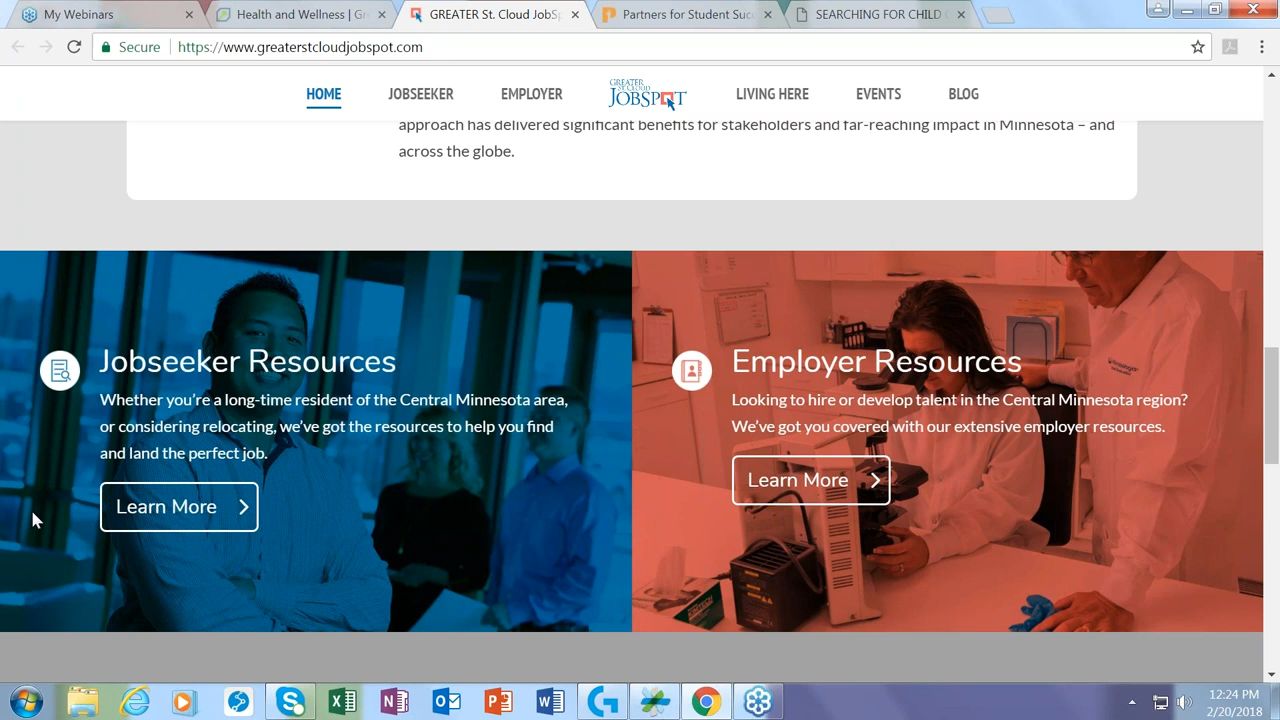 My Webinars
Health and Wellness | Gr
GREATER St. Cloud JobS
Partners for Student Suc
SEARCHING FOR CHILD
Secure
https://www.greaterstcloudjobspot.com
HOME
JOBSEEKER
EMPLOYER
GREATER
ST. CLOUD
JOBSPOT
LIVING HERE
EVENTS
BLOG
approach has delivered significant benefits for stakeholders and far-reaching impact in Minnesota – and
across the globe.
Jobseeker Resources
Whether you're a long-time resident of the Central Minnesota area,
or considering relocating, we've got the resources to help you find
and land the perfect job.
Learn More
Employer Resources
Looking to hire or develop talent in the Central Minnesota region?
We've got you covered with our extensive employer resources.
Learn More
12:24 PM
2/20/2018